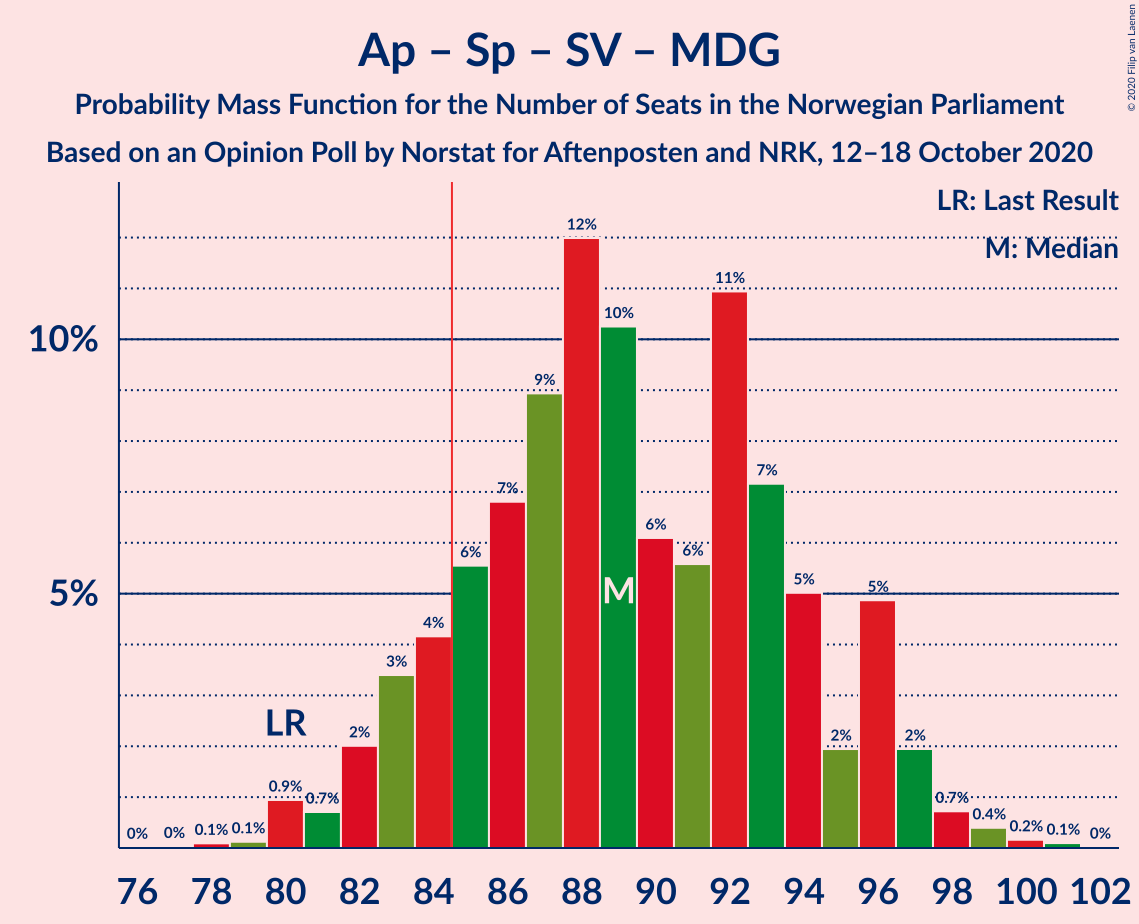 Ap – Sp – SV – MDG
Probability Mass Function for the Number of Seats in the Norwegian Parliament
Based on an Opinion Poll by Norstat for Aftenposten and NRK, 12–18 October 2020
© 2020 Filip van Laenen
LR: Last Result
M: Median
10%
5%
0% 0% 0.1% 0.1% 0.9% 0.7% 2% 3% 4% 6% 7% 9% 12% 10% 6% 6% 11% 7% 5% 2% 5% 2% 0.7% 0.4% 0.2% 0.1% 0%
LR
M
76 78 80 82 84 86 88 90 92 94 96 98 100 102